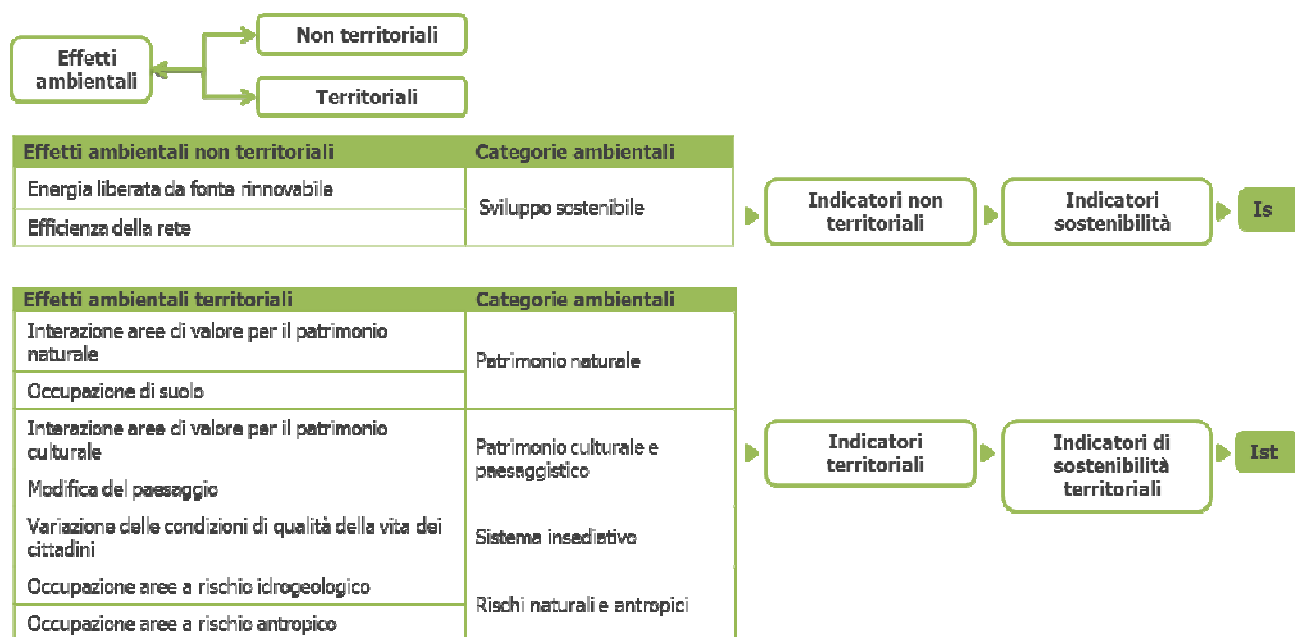 Non territoriali
Effetti
ambientali
Territoriali
Effetti ambientali non territoriali
Categorie ambientali
Energia liberata da fonte rinnovabile
Sviluppo sostenibile
Efficienza della rete
Indicatori non
territoriali
Indicatori
sostenibilità
Is
Effetti ambientali territoriali
Categorie ambientali
Interazione aree di valore per il patrimonio
naturale
Patrimonio naturale
Occupazione di suolo
Interazione aree di valore per il patrimonio
culturale
Patrimonio culturale e
paesaggistico
Modifica del paesaggio
Variazione delle condizioni di qualità della vita dei
cittadini
Sistema insediativo
Occupazione aree a rischio idrogeologico
Rischi naturali e antropici
Occupazione aree a rischio antropico
Indicatori
territoriali
Indicatori di
sostenibilità
territoriali
Ist